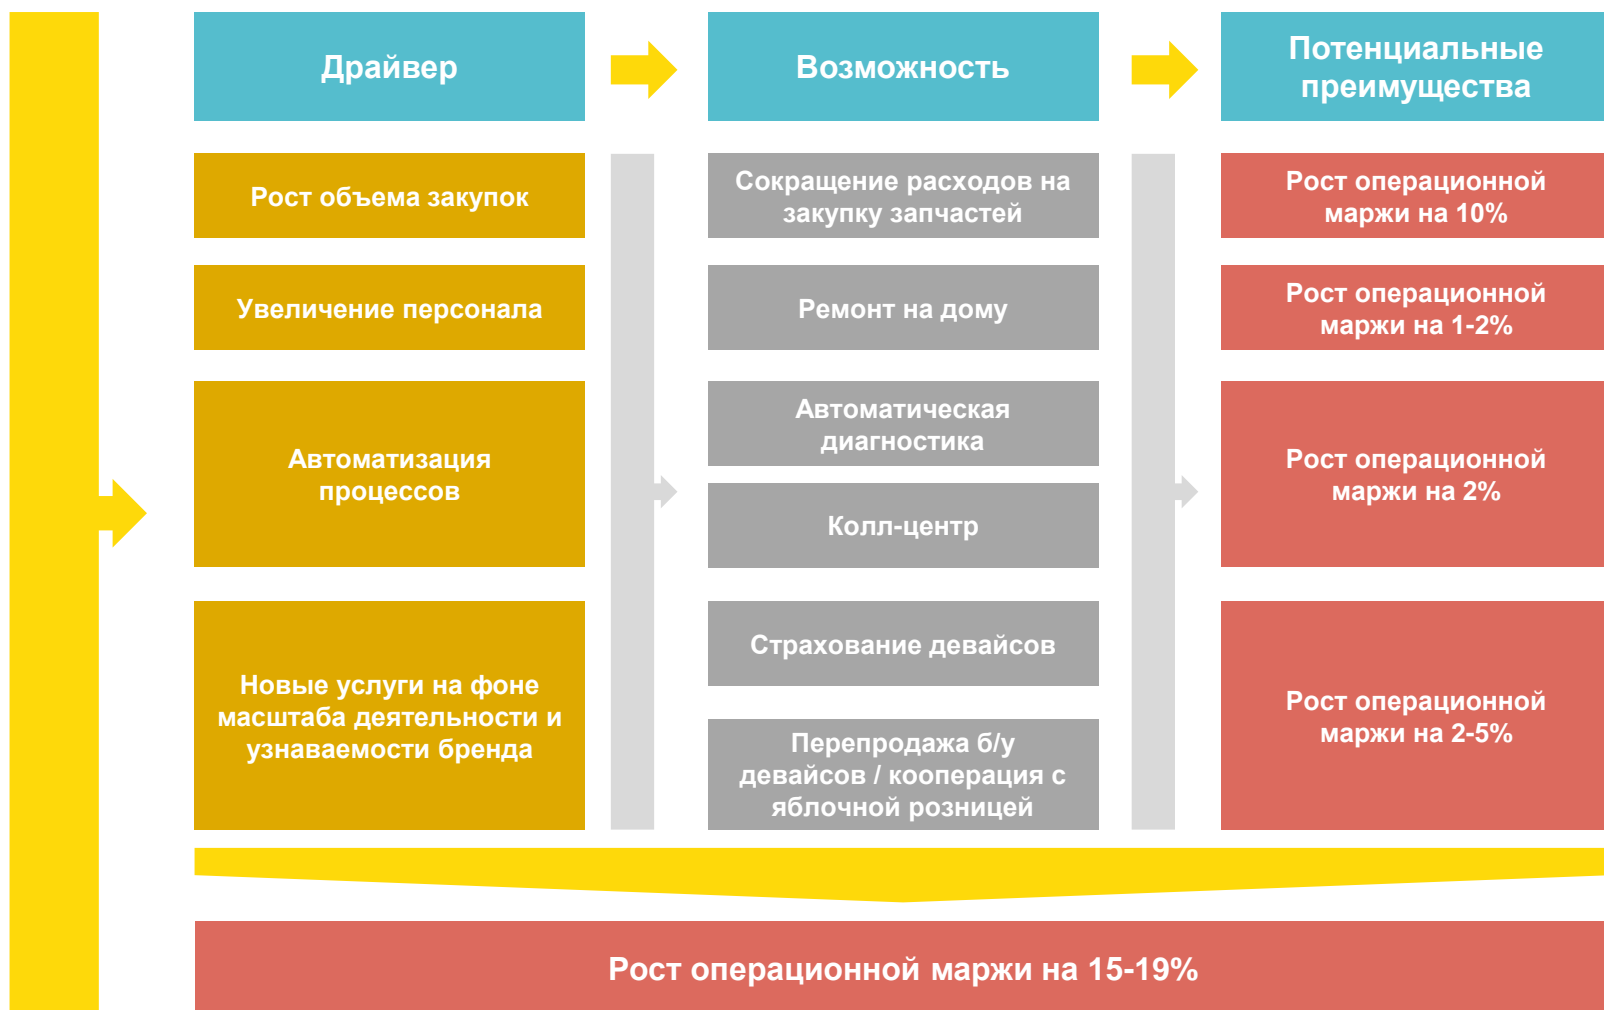 Драйвер
Возможность
Потенциальные
преимущества
Рост объема закупок
Сокращение расходов на
закупку запчастей
Рост операционной
маржи на 10%
Увеличение персонала
Ремонт на дому
Рост операционной
маржи на 1-2%
Автоматизация
процессов
Автоматическая
диагностика
Колл-центр
Рост операционной
маржи на 2%
Новые услуги на фоне
масштаба деятельности и
узнаваемости бренда
Страхование девайсов
Перепродажа б/у
девайсов / кооперация с
яблочной розницей
Рост операционной
маржи на 2-5%
Рост операционной маржи на 15-19%